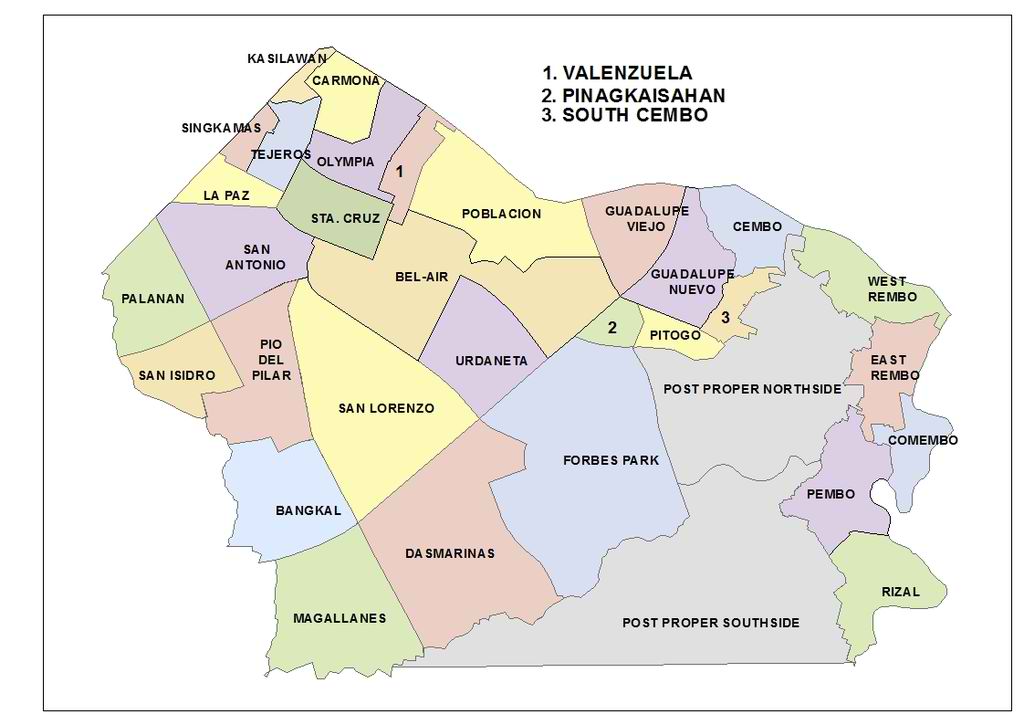 KASILAWAN
CARMONA
1. VALENZUELA
2. PINAGKAISAHAN
3. SOUTH CEMBO
SINGKAMAS
TEJEROS
OLYMPIA
1
LA PAZ
STA. CRUZ
POBLACION
GUADALUPE
VIEJO
CEMBO
SAN
ANTONIO
BEL-AIR
GUADALUPE
NUEVO
WEST
REMBO
PALANAN
3
2
PITOGO
PIO
DEL
PILAR
URDANETA
EAST
REMBO
SAN ISIDRO
POST PROPER NORTHSIDE
SAN LORENZO
COMEMBO
FORBES PARK
PEMBO
BANGKAL
DASMARINAS
RIZAL
MAGALLANES
POST PROPER SOUTHSIDE